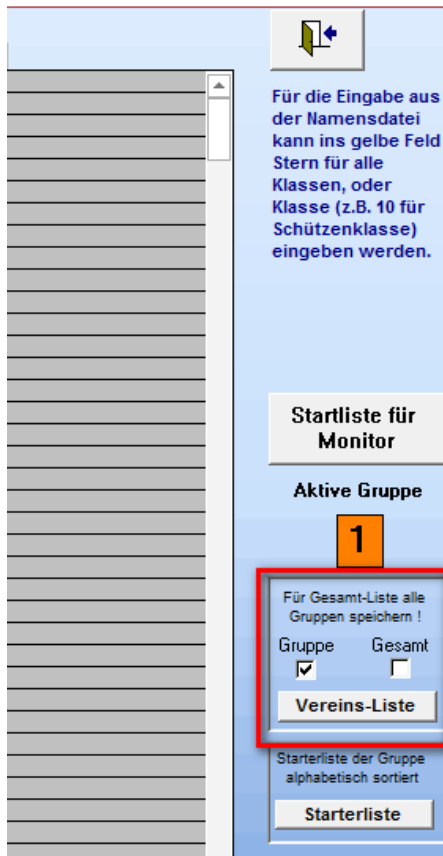 Für die Eingabe aus
der Namensdatei
kann ins gelbe Feld
Stern für alle
Klassen, oder
Klasse (z.B. 10 für
Schützenklasse)
eingeben werden.
Startliste für
Monitor
Aktive Gruppe
1
Für Gesamt-Liste alle
Gruppen speichern !
Gruppe Gesamt
Vereins-Liste
Starterliste der Gruppe
alphabetisch sortiert
Starterliste